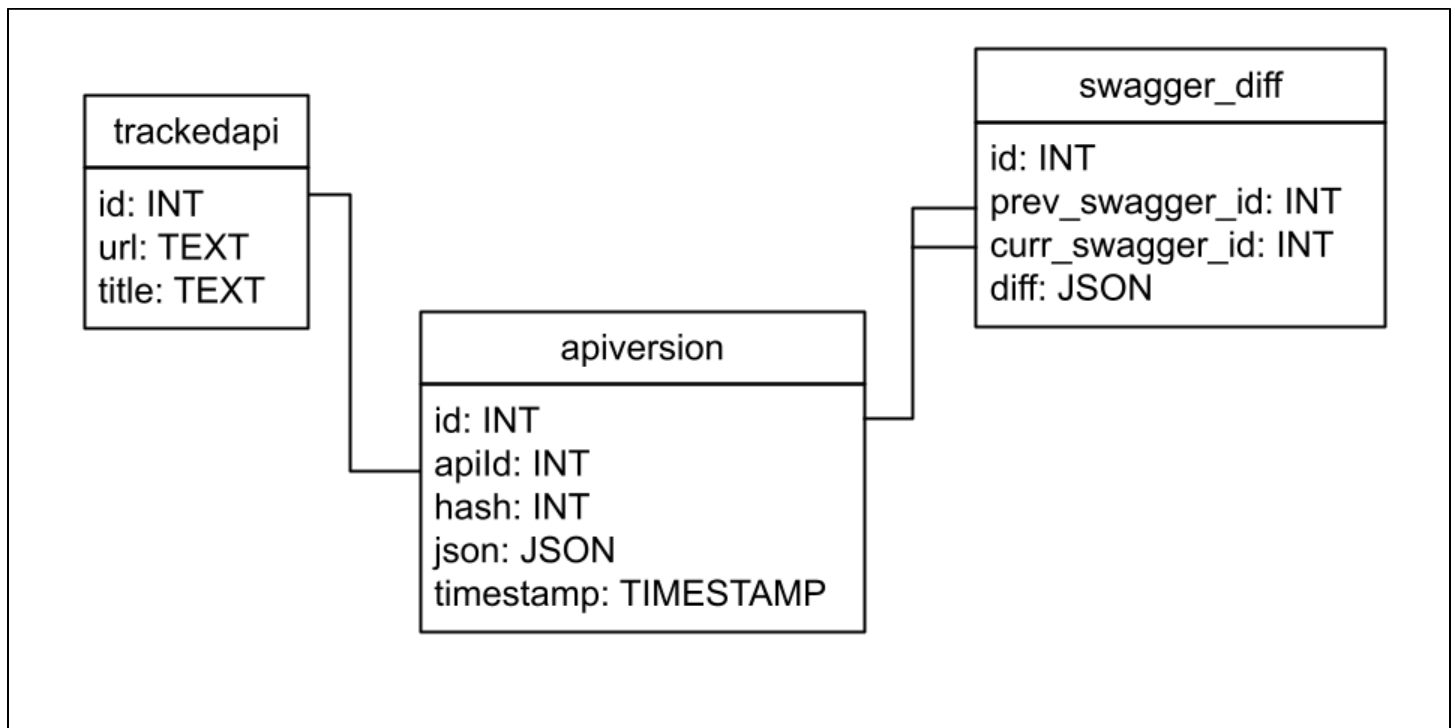 trackedapi
id: INT
url: TEXT
title: TEXT
apiversion
id: INT
apiId: INT
hash: INT
json: JSON
timestamp: TIMESTAMP
swagger_diff
id: INT
prev_swagger_id: INT
curr_swagger_id: INT
diff: JSON